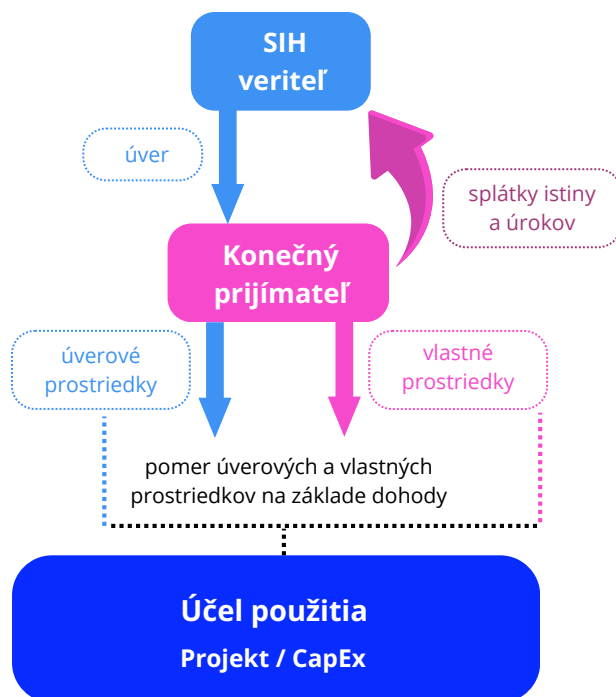 SIH
veriteľ
úver
splátky istiny
a úrokov
Konečný
prijímateľ
úverové
prostriedky
vlastné
prostriedky
pomer úverových a vlastných
prostriedkov na základe dohody
Účel použitia
Projekt / CapEx